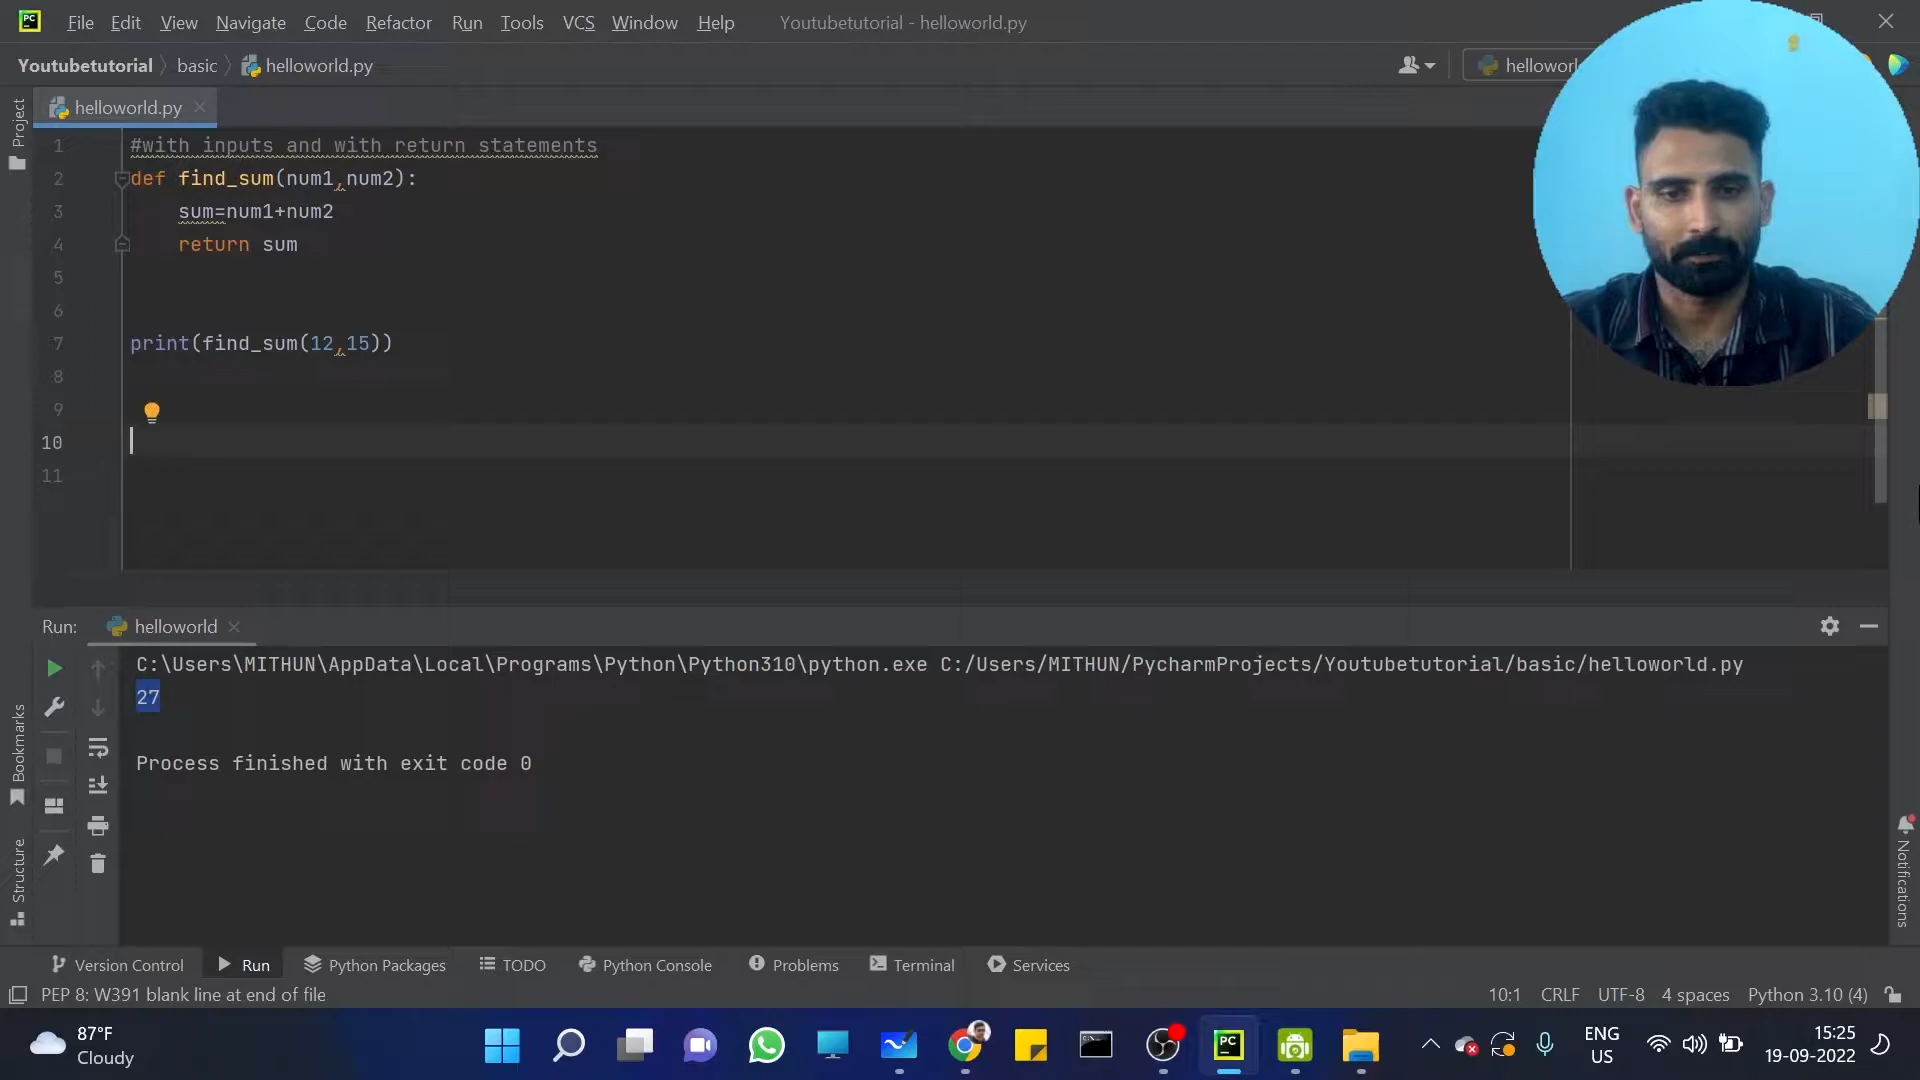 PC File Edit View Navigate Code Refactor Run Tools VCS Window Help Youtubetutorial - helloworld.py
Youtubetutorial basic helloworld.py
helloworld.py
Project
1 #with inputs and with return statements
2 def find_sum(num1,num2):
3 sum=num1+num2
4 return sum
5
6
7 print(find_sum(12,15))
8
9
10
11
Run: helloworld
C:\Users\MITHUN\AppData\Local\Programs\Python\Python310\python.exe C:/Users/MITHUN/PycharmProjects/Youtubetutorial/basic/helloworld.py
27
Process finished with exit code 0
Bookmarks
Structure
Notifications
Version Control Run Python Packages TODO Python Console Problems Terminal Services
PEP 8: W391 blank line at end of file 10:1 CRLF UTF-8 4 spaces Python 3.10 (4)
87°F
Cloudy
PC
ENG
US
15:25
19-09-2022